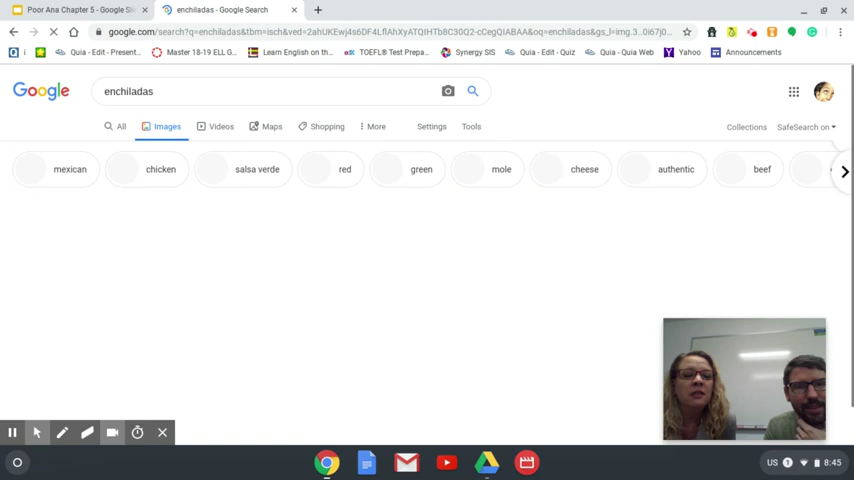 Poor Ana Chapter 5 - Google Sli
enchiladas - Google Search
google.com/search?q=enchiladas&tbm=isch&ved=2ahUKEwj4s6DF4LflAhXyATQIHTb8C30Q2-cCegQIABAA&oq=enchiladas&gs_l=img.3...0i67j0...
Quia - Edit - Present... Master 18-19 ELL G... Learn English on th... TOEFL® Test Prepa... Synergy SIS Quia - Edit - Quiz Quia - Quia Web Yahoo Announcements
Google enchiladas
All Images Videos Maps Shopping More Settings Tools Collections SafeSearch on
mexican chicken salsa verde red green mole cheese authentic beef
US 1 8:45